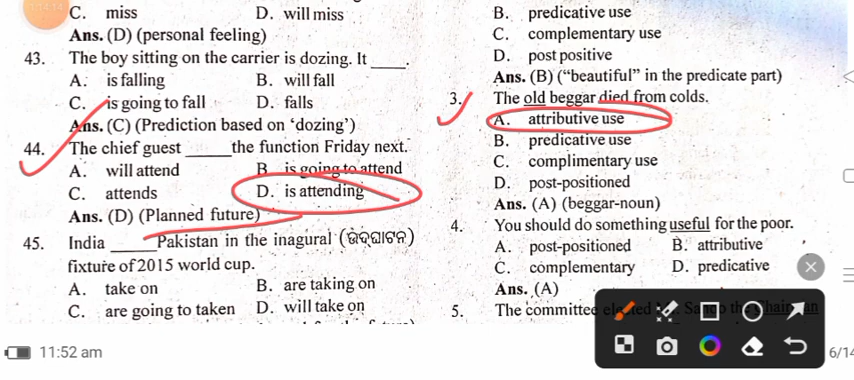 C. miss D. will miss
Ans. (D) (personal feeling)
43. The boy sitting on the carrier is dozing. It ____.
A. is falling B. will fall
C. is going to fall D. falls
Ans. (C) (Prediction based on ‘dozing’)
44. The chief guest ____ the function Friday next.
A. will attend B. is going to attend
C. attends D. is attending
Ans. (D) (Planned future)
45. India ____ Pakistan in the inagural (ଉଦ୍‌ଘାଟନ)
fixture of 2015 world cup.
A. take on B. are taking on
C. are going to taken D. will take on
B. predicative use
C. complementary use
D. post positive
Ans. (B) (“beautiful” in the predicate part)
3. The old beggar died from colds.
A. attributive use
B. predicative use
C. complimentary use
D. post-positioned
Ans. (A) (beggar-noun)
4. You should do something useful for the poor.
A. post-positioned B. attributive
C. complementary D. predicative
Ans. (A)
5. The committee elected the Chairman
11:52 am
6/14